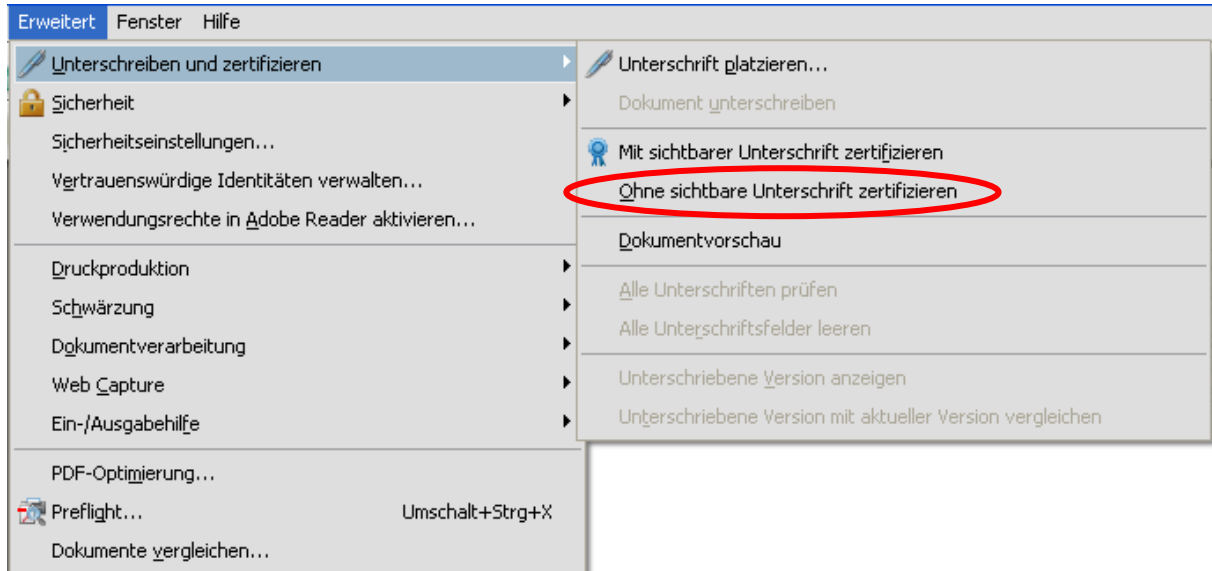 Erweitert Fenster Hilfe
Unterschreiben und zertifizieren
Sicherheit
Sicherheitseinstellungen...
Vertrauenswürdige Identitäten verwalten...
Verwendungsrechte in Adobe Reader aktivieren...
Druckproduktion
Schwärzung
Dokumentverarbeitung
Web Capture
Ein-/Ausgabehilfe
PDF-Optimierung...
Preflight... Umschalt+Strg+X
Dokumente vergleichen...
Unterschrift platzieren...
Dokument unterschreiben
Mit sichtbarer Unterschrift zertifizieren
Ohne sichtbare Unterschrift zertifizieren
Dokumentvorschau
Alle Unterschriften prüfen
Alle Unterschriftsfelder leeren
Unterschriebene Version anzeigen
Unterschriebene Version mit aktueller Version vergleichen